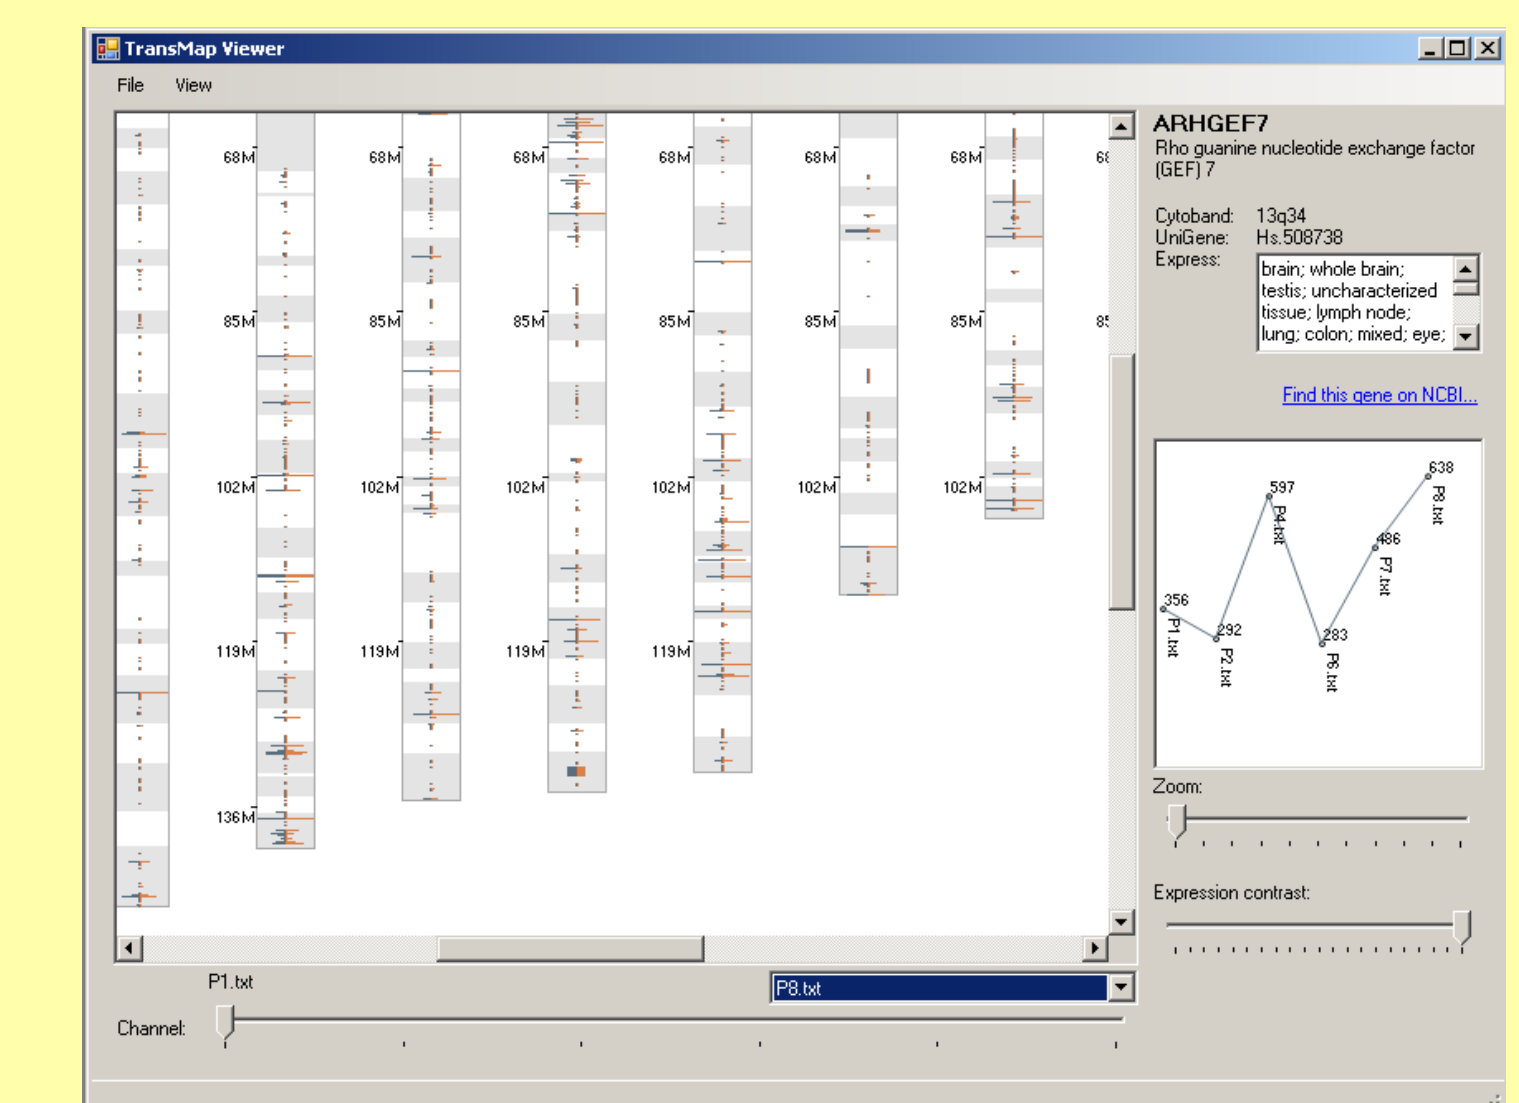 TransMap Viewer
File View
68M 68M 68M 68M 68M 68M 68
85M 85M 85M 85M 85M 85M 85
102M 102M 102M 102M 102M 102M
119M 119M 119M 119M
136M
ARHGEF7
Rho guanine nucleotide exchange factor
(GEF) 7
Cytoband: 13q34
UniGene: Hs.508738
Express:
brain; whole brain;
testis; uncharacterized
tissue; lymph node;
lung; colon; mixed; eye;
Find this gene on NCBI...
356
P1.txt
292
P2.txt
597
P4.txt
283
P6.txt
486
P7.txt
638
P8.txt
Zoom:
Expression contrast:
P1.txt
P8.txt
Channel: